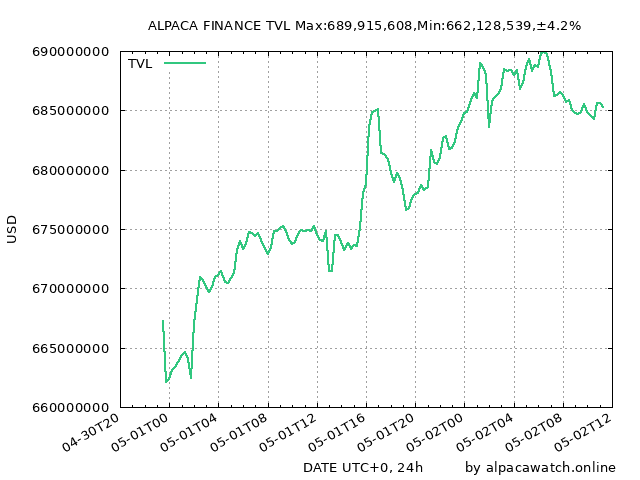 ALPACA FINANCE TVL Max:689,915,608,Min:662,128,539,±4.2%
TVL
690000000
685000000
680000000
675000000
670000000
665000000
660000000
USD
04-30T20
05-01T00
05-01T04
05-01T08
05-01T12
05-01T16
05-01T20
05-02T00
05-02T04
05-02T08
05-02T12
DATE UTC+0, 24h
by alpacawatch.online